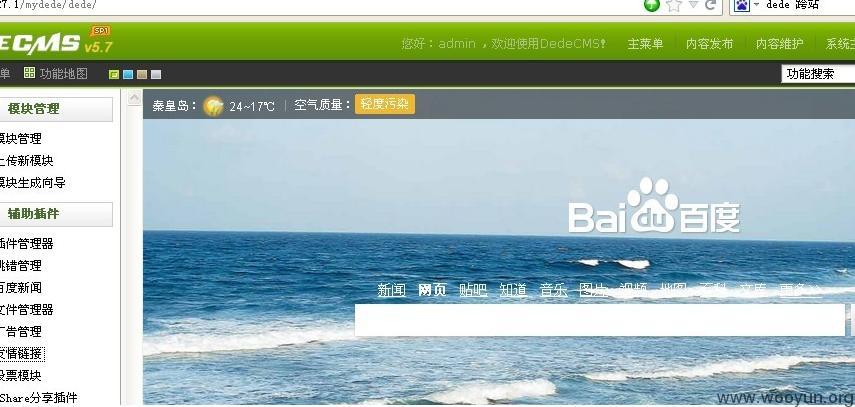 7.1/mydede/dede/
dede 跨站
DECMS v5.7 SP1
您好：admin ，欢迎使用DedeCMS！ 主菜单 内容发布 内容维护 系统主
单 功能地图
功能搜索
模块管理
模块管理
上传新模块
模块生成向导
辅助插件
插件管理器
挑错管理
百度新闻
文件管理器
广告管理
友情链接
投票模块
Share分享插件
秦皇岛： 24~17℃ 空气质量： 轻度污染
Bai du 百度
新闻 网页 贴吧 知道 音乐 图片 视频 地图 百科 文库 更多>>
www.wooyun.org